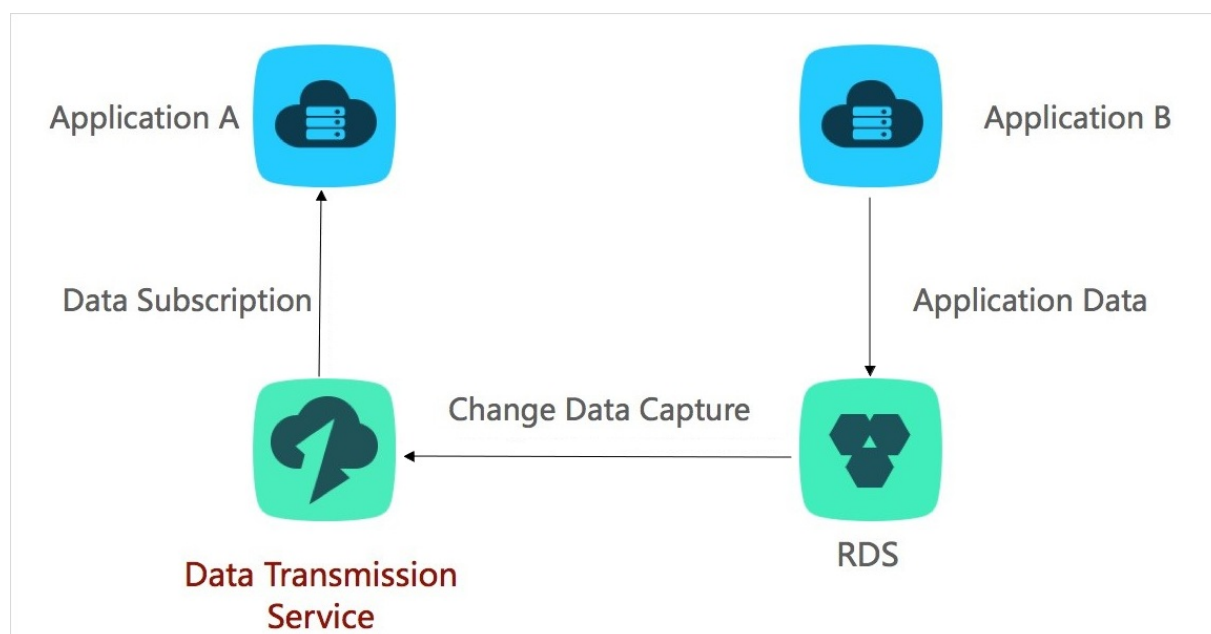 Application A
Application B
Data Subscription
Application Data
Change Data Capture
RDS
Data Transmission
Service